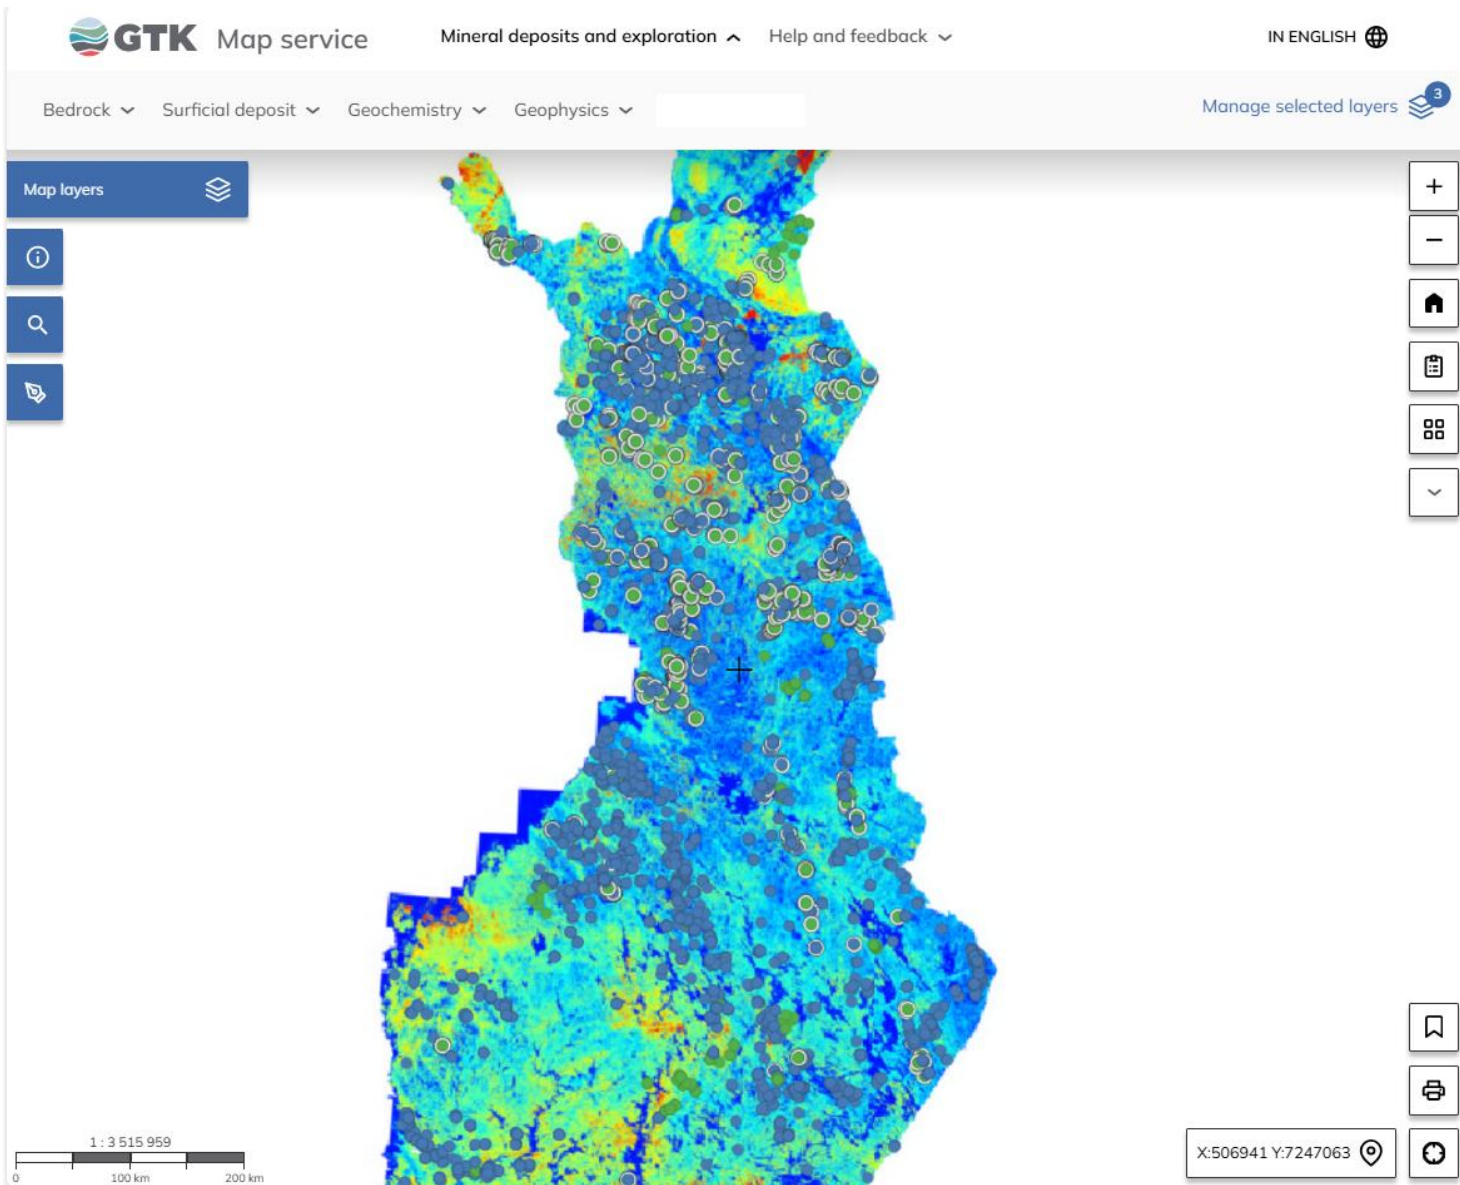 GTK Map service
Mineral deposits and exploration
Help and feedback
IN ENGLISH
Bedrock
Surficial deposit
Geochemistry
Geophysics
Manage selected layers
3
Map layers
1 : 3 515 959
0 100 km 200 km
X:506941 Y:7247063